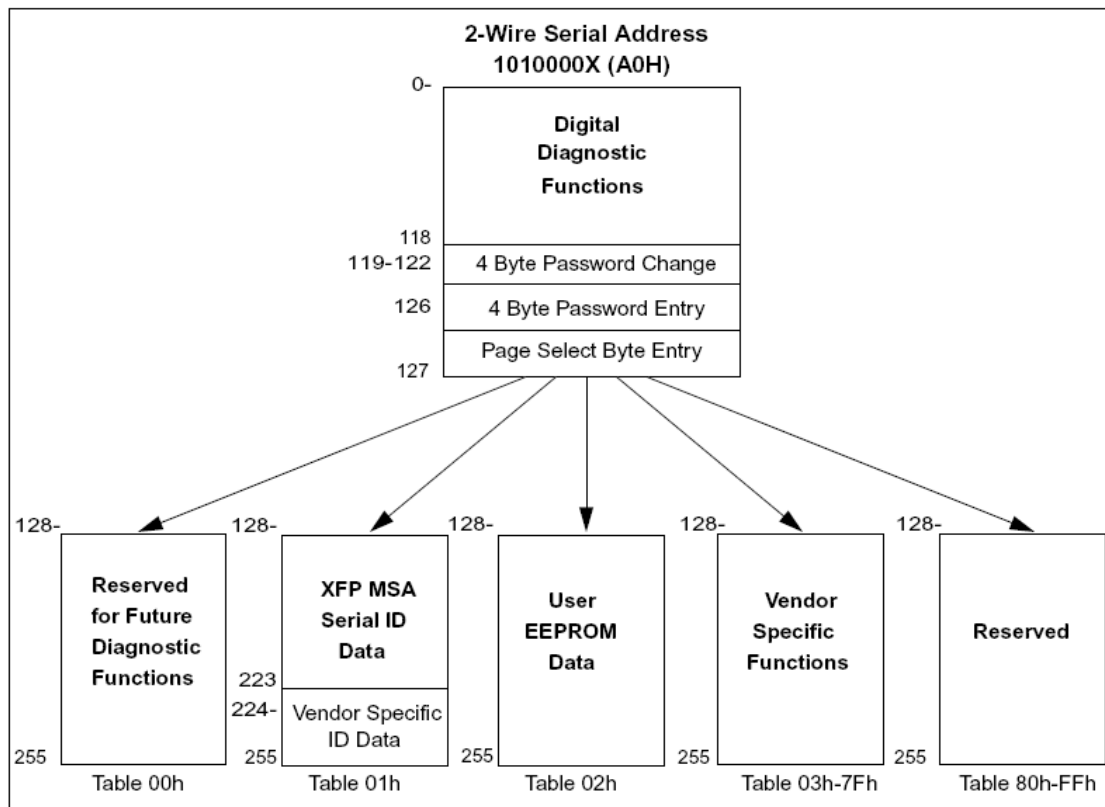 2-Wire Serial Address
1010000X (A0H)
0-
Digital
Diagnostic
Functions
118
119-122
4 Byte Password Change
126
4 Byte Password Entry
Page Select Byte Entry
127
128-
Reserved
for Future
Diagnostic
Functions
255
Table 00h
128-
XFP MSA
Serial ID
Data
223
224-
Vendor Specific
ID Data
255
Table 01h
128-
User
EEPROM
Data
255
Table 02h
128-
Vendor
Specific
Functions
255
Table 03h-7Fh
128-
Reserved
255
Table 80h-FFh